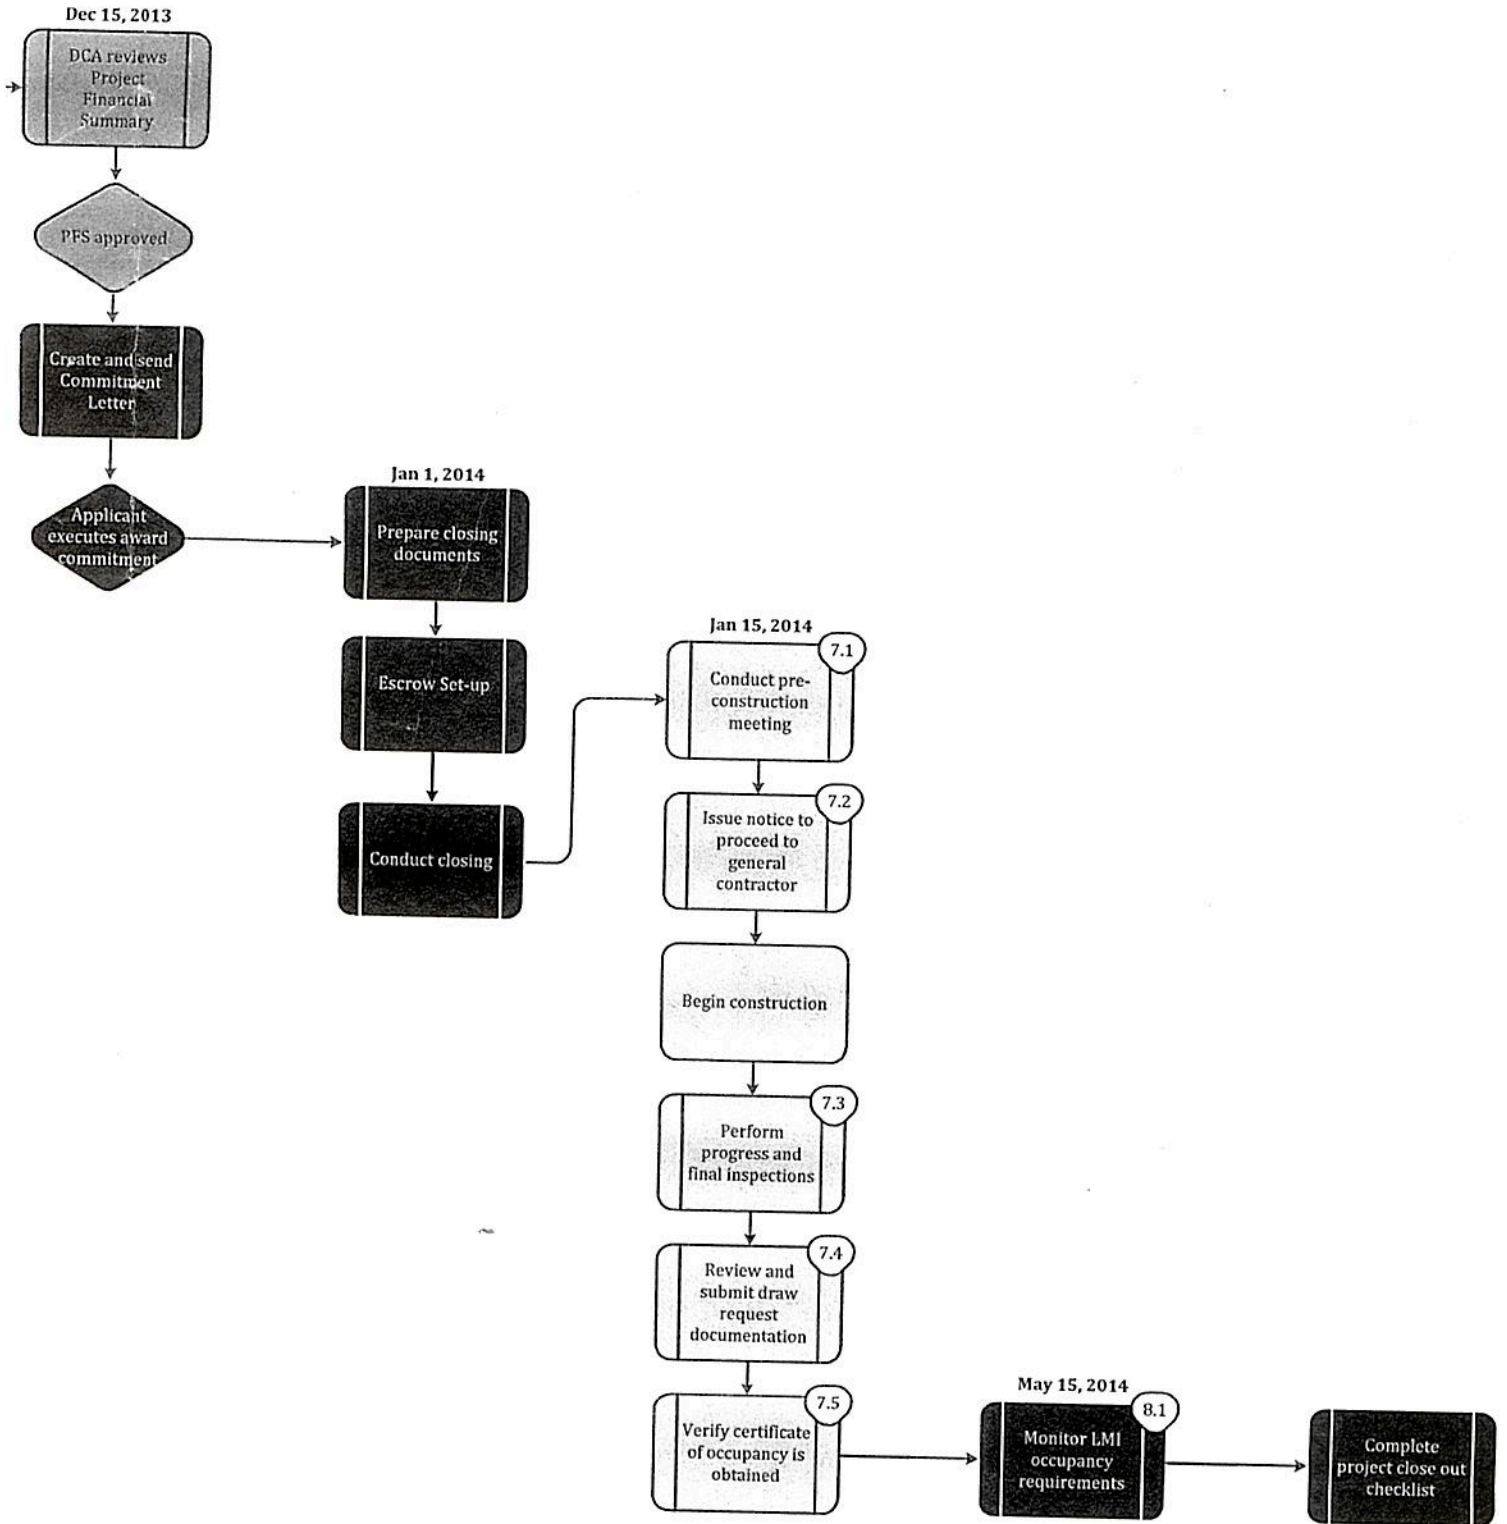 Dec 15, 2013
DCA reviews
Project
Financial
Summary
PFS approved
Create and send
Commitment
Letter
Applicant
executes award
commitment
Jan 1, 2014
Prepare closing
documents
Escrow Set-up
Conduct closing
Jan 15, 2014
7.1
Conduct pre-
construction
meeting
7.2
Issue notice to
proceed to
general
contractor
Begin construction
7.3
Perform
progress and
final inspections
7.4
Review and
submit draw
request
documentation
7.5
Verify certificate
of occupancy is
obtained
May 15, 2014
8.1
Monitor LMI
occupancy
requirements
Complete
project close out
checklist